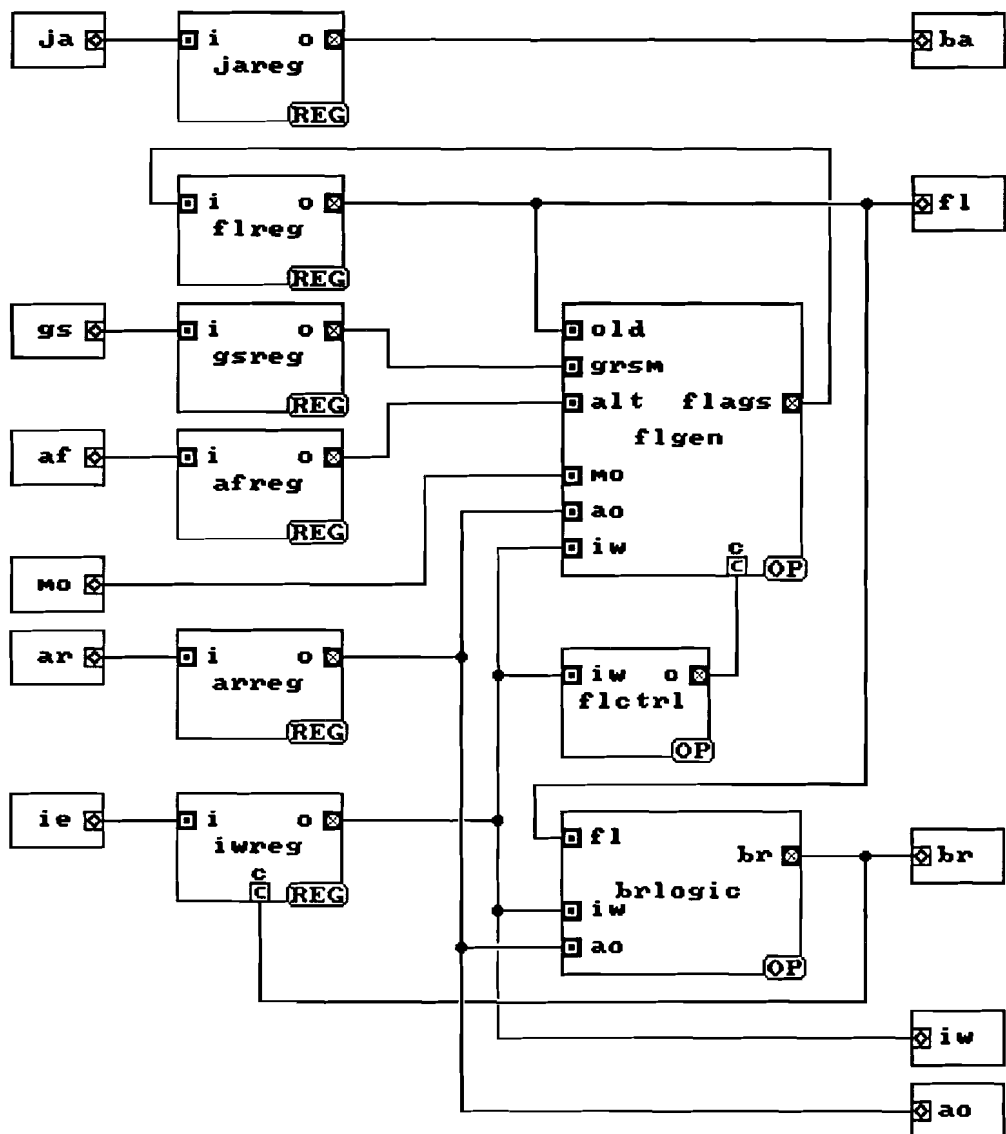 ja
i o
jareg
REG
ba
i o
flreg
REG
fl
gs
i o
gsreg
REG
old
grsm
alt flags
flgen
mo
ao
iw
c
C
OP
af
i o
afreg
REG
mo
ar
i o
arreg
REG
iw o
flctrl
OP
ie
i o
iwreg
c
C
REG
fl
br
brlogic
iw
ao
OP
br
iw
ao